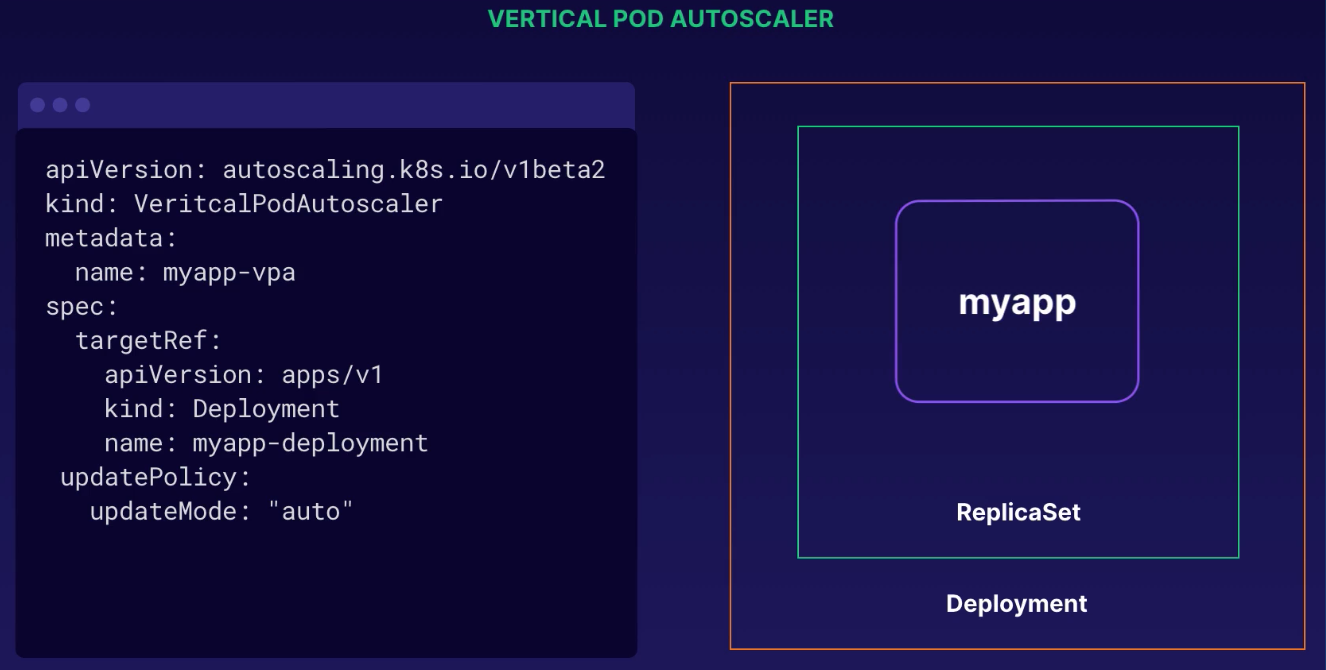 VERTICAL POD AUTOSCALER
apiVersion: autoscaling.k8s.io/v1beta2
kind: VeritcalPodAutoscaler
metadata:
  name: myapp-vpa
spec:
  targetRef:
    apiVersion: apps/v1
    kind: Deployment
    name: myapp-deployment
 updatePolicy:
   updateMode: "auto"
myapp
ReplicaSet
Deployment